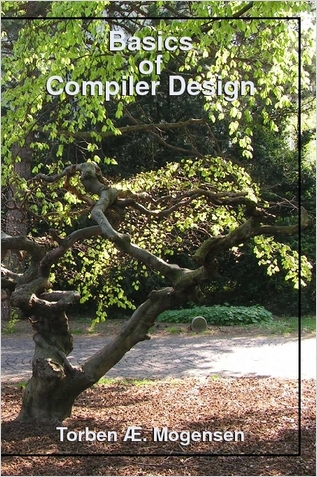 Basics
of
Compiler Design
Torben Æ. Mogensen